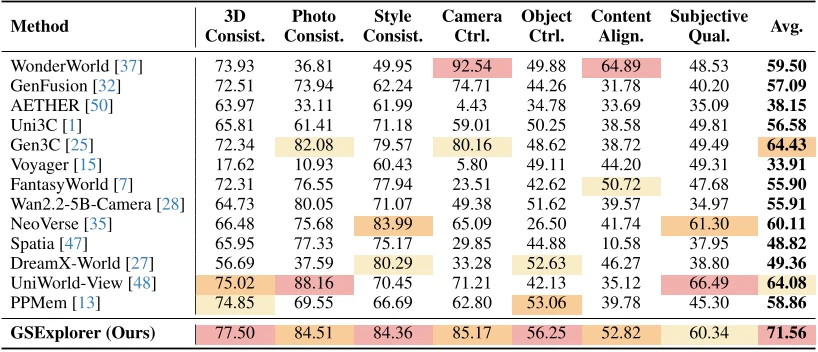 Method 3D Consist. Photo Consist. Style Consist. Camera Ctrl. Object Ctrl. Content Align. Subjective Qual. Avg.
WonderWorld [37] 73.93 36.81 49.95 92.54 49.88 64.89 48.53 59.50
GenFusion [32] 72.51 73.94 62.24 74.71 44.26 31.78 40.20 57.09
AETHER [50] 63.97 33.11 61.99 4.43 34.78 33.69 35.09 38.15
Uni3C [1] 65.81 61.41 71.18 59.01 50.25 38.58 49.81 56.58
Gen3C [25] 72.34 82.08 79.57 80.16 48.62 38.72 49.49 64.43
Voyager [15] 17.62 10.93 60.43 5.80 49.11 44.20 49.31 33.91
FantasyWorld [7] 72.31 76.55 77.94 23.51 42.62 50.72 47.68 55.90
Wan2.2-5B-Camera [28] 64.73 80.05 71.07 49.38 51.62 39.57 34.97 55.91
NeoVerse [35] 66.48 75.68 83.99 65.09 26.50 41.74 61.30 60.11
Spatia [47] 65.95 77.33 75.17 29.85 44.88 10.58 37.95 48.82
DreamX-World [27] 56.69 37.59 80.29 33.28 52.63 46.27 38.80 49.36
UniWorld-View [48] 75.02 88.16 70.45 71.21 42.13 35.12 66.49 64.08
PPMem [13] 74.85 69.55 66.69 62.80 53.06 39.78 45.30 58.86
GSExplorer (Ours) 77.50 84.51 84.36 85.17 56.25 52.82 60.34 71.56